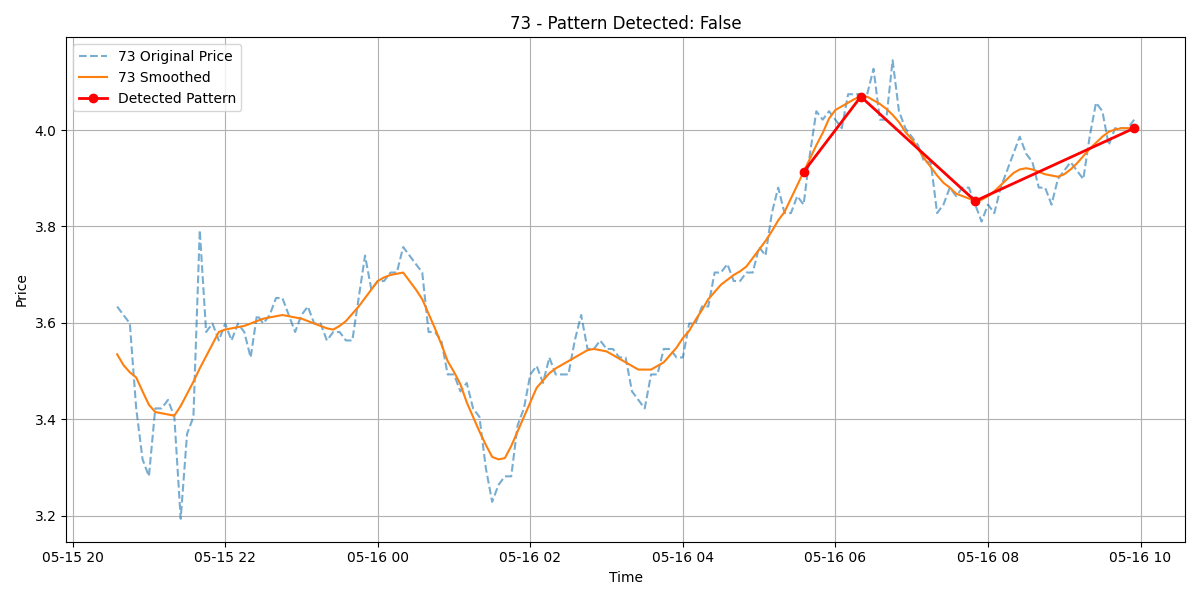 73 - Pattern Detected: False
73 Original Price
73 Smoothed
Detected Pattern
Price
4.0
3.8
3.6
3.4
3.2
05-15 20 05-15 22 05-16 00 05-16 02 05-16 04 05-16 06 05-16 08 05-16 10
Time